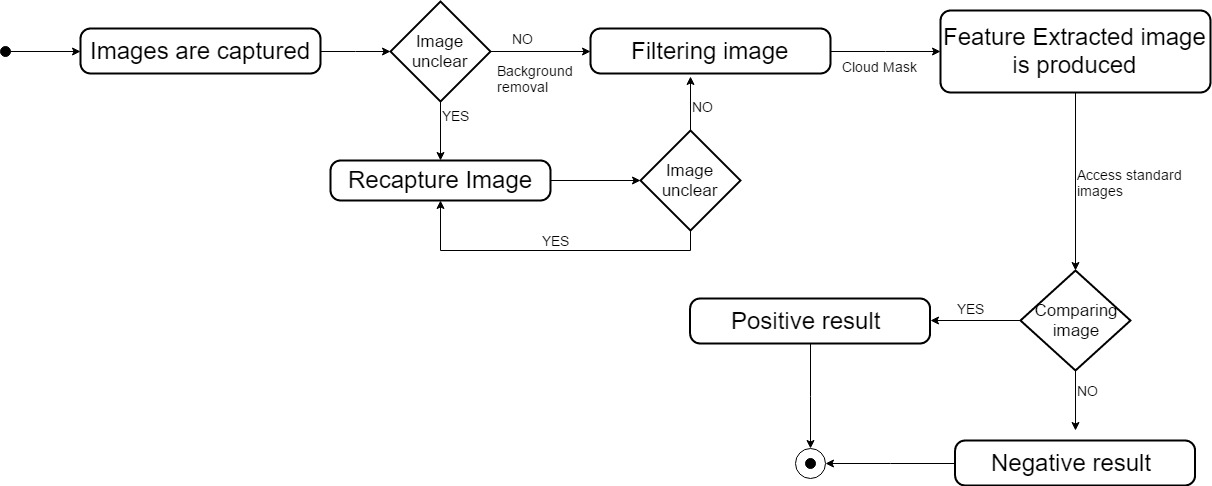 Images are captured
Image
unclear
NO
Background
removal
Filtering image
Cloud Mask
Feature Extracted image
is produced
YES
NO
Recapture Image
Image
unclear
YES
Access standard
images
Comparing
image
YES
Positive result
NO
Negative result